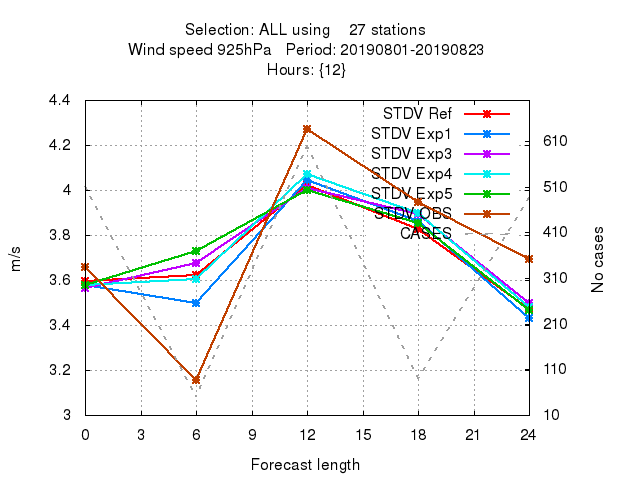 Selection: ALL using    27 stations
Wind speed 925hPa   Period: 20190801-20190823
Hours: {12}
4.4
4.2
4
3.8
3.6
3.4
3.2
3
m/s
STDV Ref
STDV Exp1
STDV Exp3
STDV Exp4
STDV Exp5
STDV OBS
CASES
610
510
410
310
210
110
10
No cases
0 3 6 9 12 15 18 21 24
Forecast length